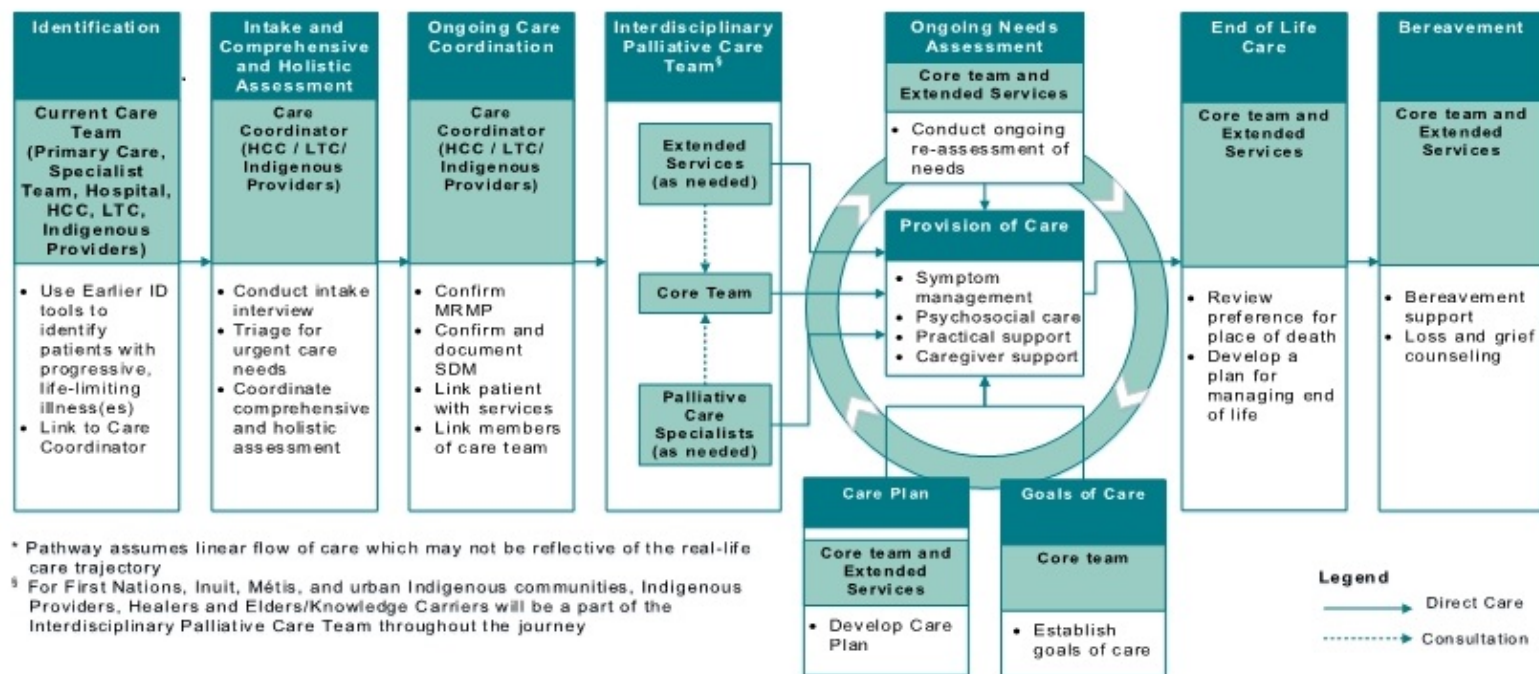 Identification
Current Care
Team
(Primary Care,
Specialist
Team, Hospital,
HCC, LTC,
Indigenous
Providers)
• Use Earlier ID
tools to
identify
patients with
progressive,
life-limiting
illness(es)
• Link to Care
Coordinator
Intake and
Comprehensive
and Holistic
Assessment
Care
Coordinator
(HCC / LTC/
Indigenous
Providers)
• Conduct intake
interview
• Triage for
urgent care
needs
• Coordinate
comprehensive
and holistic
assessment
Ongoing Care
Coordination
Care
Coordinator
(HCC / LTC/
Indigenous
Providers)
• Confirm
MRMP
• Confirm and
document
SDM
• Link patient
with services
• Link members
of care team
Interdisciplinary
Palliative Care
Team§
Extended
Services
(as needed)
Core Team
Palliative
Care
Specialists
(as needed)
Ongoing Needs
Assessment
Core team and
Extended Services
• Conduct ongoing
re-assessment of
needs
Provision of Care
• Symptom
management
• Psychosocial care
• Practical support
• Caregiver support
Care Plan
Core team and
Extended
Services
• Develop Care
Plan
Goals of Care
Core team
• Establish
goals of care
End of Life
Care
Core team and
Extended
Services
• Review
preference for
place of death
• Develop a
plan for
managing end
of life
Bereavement
Core team and
Extended
Services
• Bereavement
support
• Loss and grief
counseling
* Pathway assumes linear flow of care which may not be reflective of the real-life
care trajectory
§ For First Nations, Inuit, Métis, and urban Indigenous communities, Indigenous
Providers, Healers and Elders/Knowledge Carriers will be a part of the
Interdisciplinary Palliative Care Team throughout the journey
Legend
Direct Care
Consultation